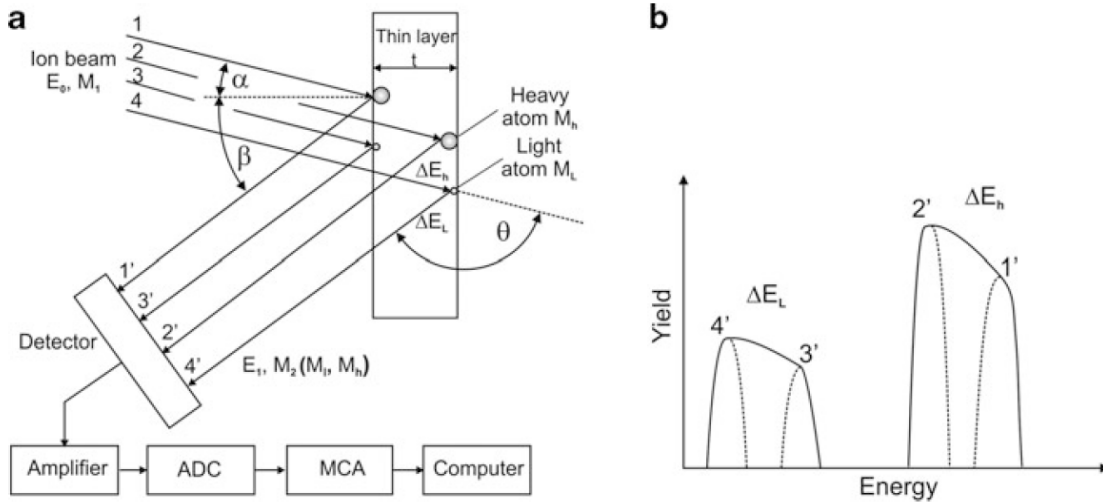 a
1
Ion beam
2
E₀, M₁
3
4
α
β
Thin layer
t
Heavy
atom Mₕ
Light
atom M_L
ΔEₕ
ΔE_L
θ
1'
3'
2'
4'
Detector
E₁, M₂ (Mₗ, Mₕ)
Amplifier
ADC
MCA
Computer
b
Yield
2'
ΔEₕ
1'
4'
ΔE_L
3'
Energy